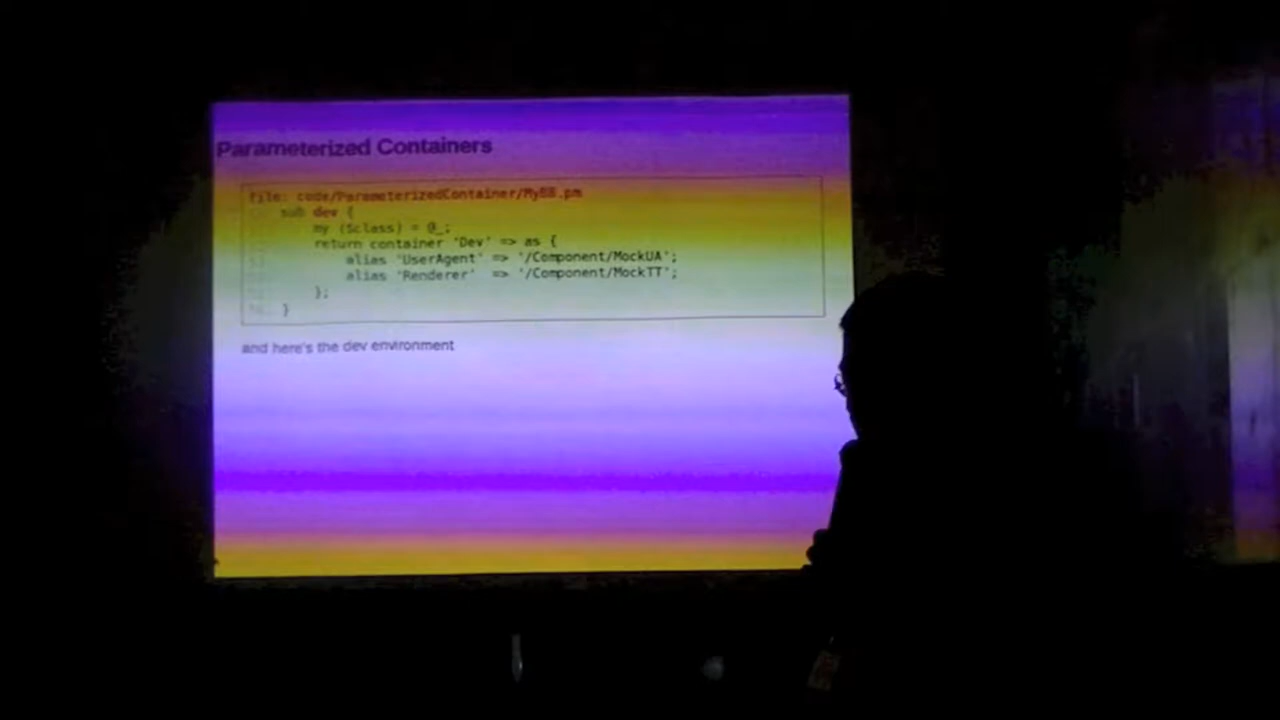 Parameterized Containers
file: code/ParameterizedContainer/MyBB.pm
sub dev {
my ($class) = @_;
return container 'Dev' => as {
alias 'UserAgent' => '/Component/MockUA';
alias 'Renderer' => '/Component/MockTT';
};
}
and here's the dev environment